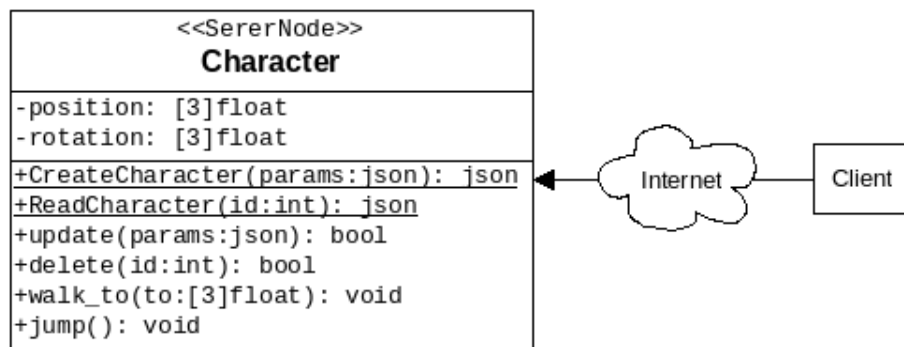 <<SererNode>>
Character
-position: [3]float
-rotation: [3]float
+CreateCharacter(params:json): json
+ReadCharacter(id:int): json
+update(params:json): bool
+delete(id:int): bool
+walk_to(to:[3]float): void
+jump(): void
Internet
Client